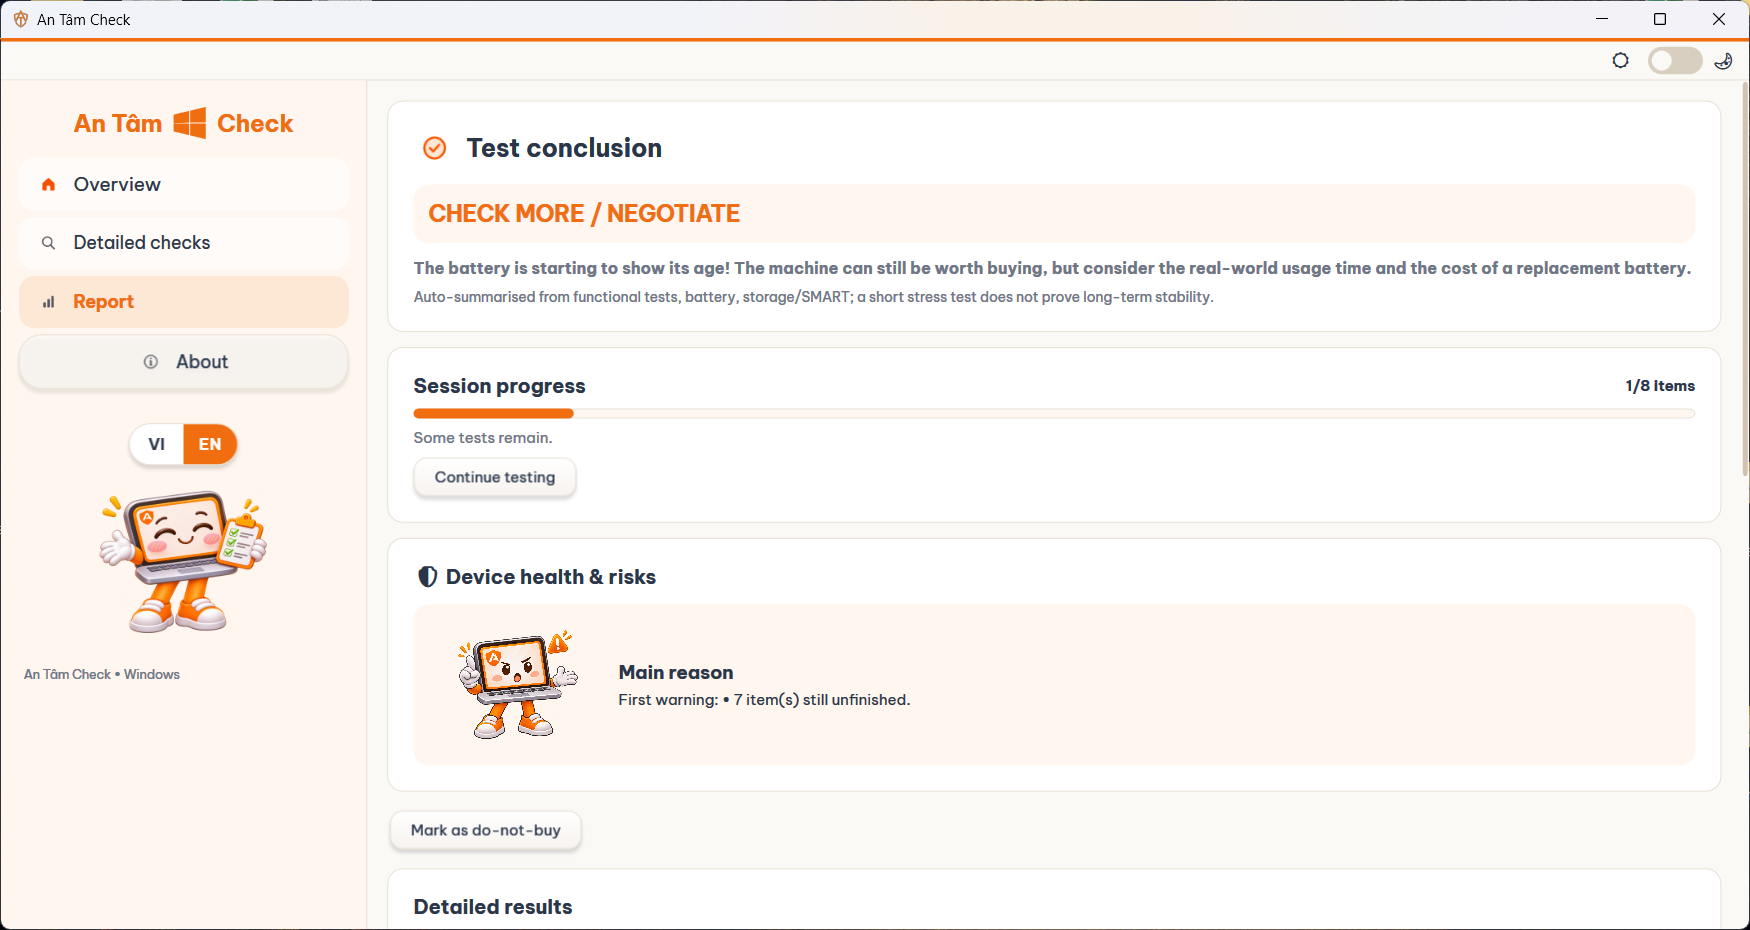 An Tâm Check
An Tâm Check
Overview
Detailed checks
Report
About
VI EN
An Tâm Check • Windows
Test conclusion
CHECK MORE / NEGOTIATE
The battery is starting to show its age! The machine can still be worth buying, but consider the real-world usage time and the cost of a replacement battery.
Auto-summarised from functional tests, battery, storage/SMART; a short stress test does not prove long-term stability.
Session progress
1/8 items
Some tests remain.
Continue testing
Device health & risks
Main reason
First warning: • 7 item(s) still unfinished.
Mark as do-not-buy
Detailed results